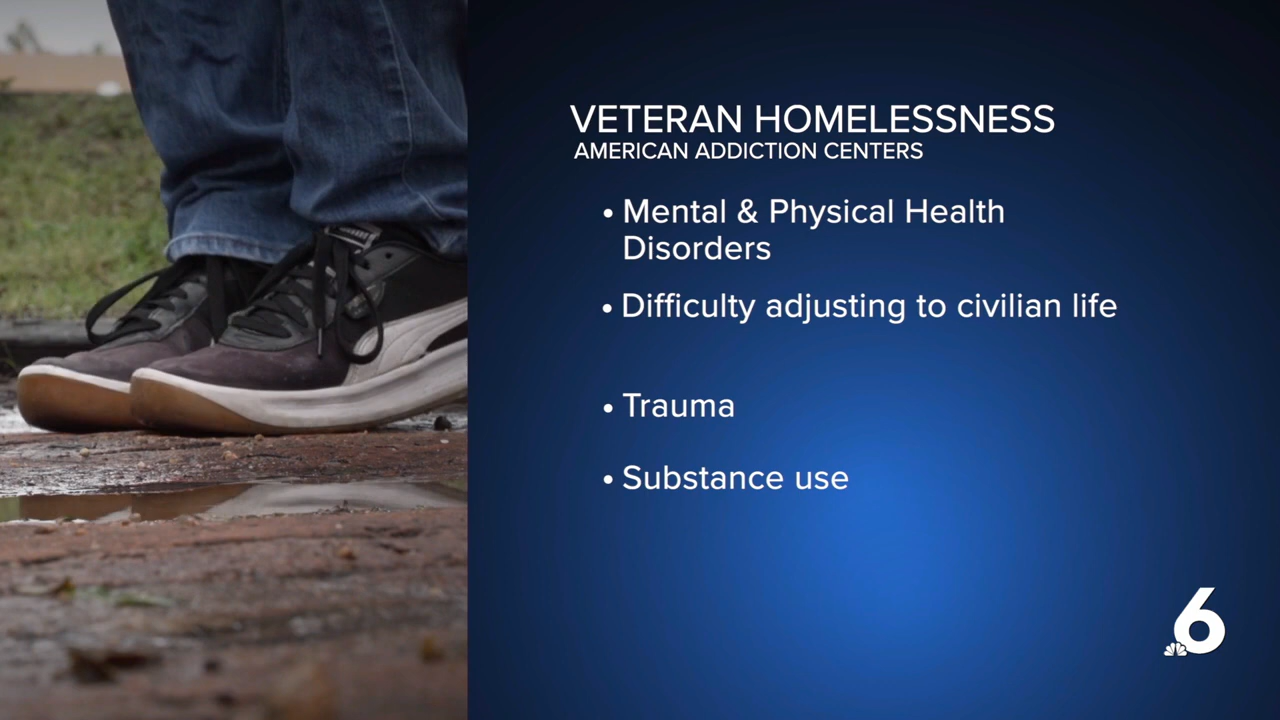 VETERAN HOMELESSNESS
AMERICAN ADDICTION CENTERS
• Mental & Physical Health
Disorders
• Difficulty adjusting to civilian life
• Trauma
• Substance use
6